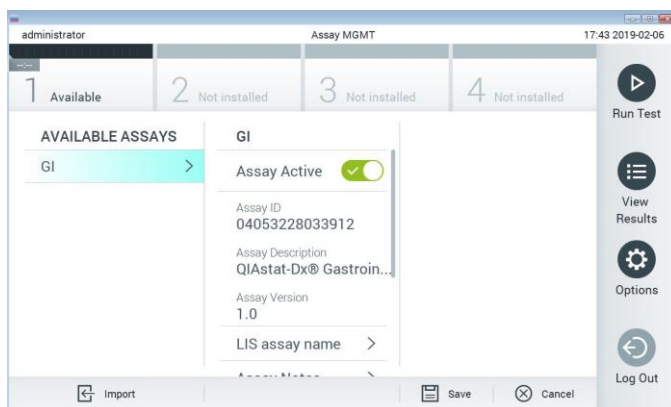 administrator Assay MGMT 17:43 2019-02-06
1 Available 2 Not installed 3 Not installed 4 Not installed
Run Test
AVAILABLE ASSAYS
GI >
GI
Assay Active
Assay ID
04053228033912
Assay Description
QIAstat-Dx® Gastroin...
Assay Version
1.0
LIS assay name >
View
Results
Options
Log Out
Import Save Cancel